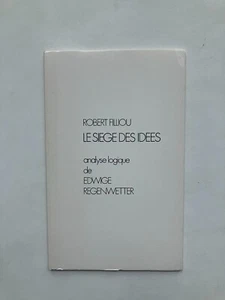 ROBERT FILLIOU
LE SIEGE DES IDEES
analyse logique
de
EDWIGE
REGENWETTER